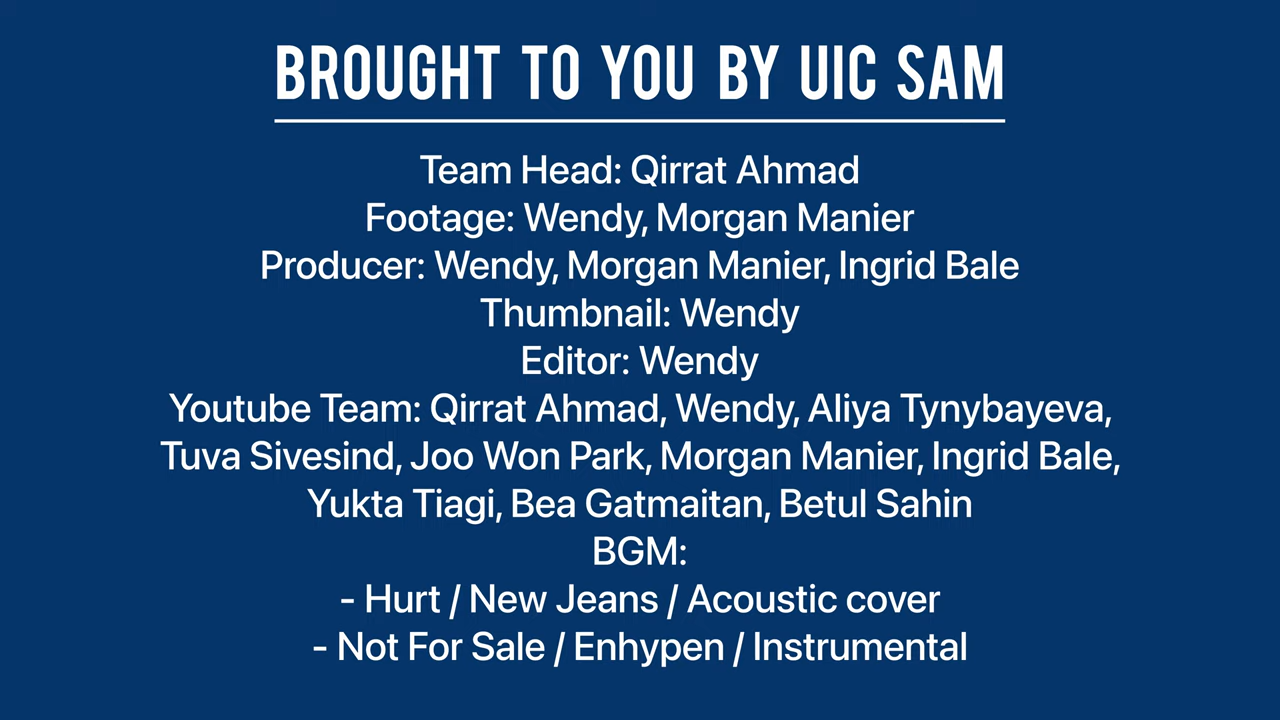 BROUGHT TO YOU BY UIC SAM
Team Head: Qirrat Ahmad
Footage: Wendy, Morgan Manier
Producer: Wendy, Morgan Manier, Ingrid Bale
Thumbnail: Wendy
Editor: Wendy
Youtube Team: Qirrat Ahmad, Wendy, Aliya Tynybayeva,
Tuva Sivesind, Joo Won Park, Morgan Manier, Ingrid Bale,
Yukta Tiagi, Bea Gatmaitan, Betul Sahin
BGM:
- Hurt / New Jeans / Acoustic cover
- Not For Sale / Enhypen / Instrumental